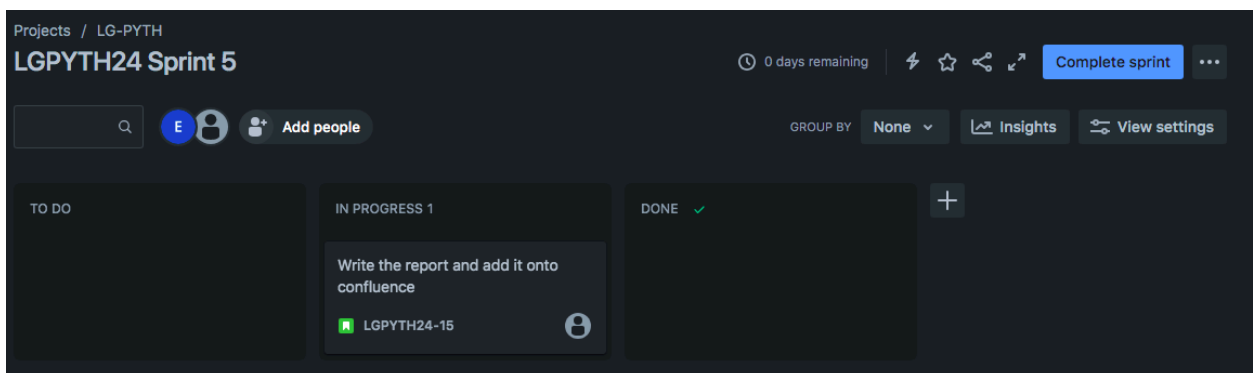 Projects / LG-PYTH
LGPYTH24 Sprint 5
0 days remaining
Complete sprint
E
Add people
GROUP BY
None
Insights
View settings
TO DO
IN PROGRESS 1
DONE
Write the report and add it onto
confluence
LGPYTH24-15